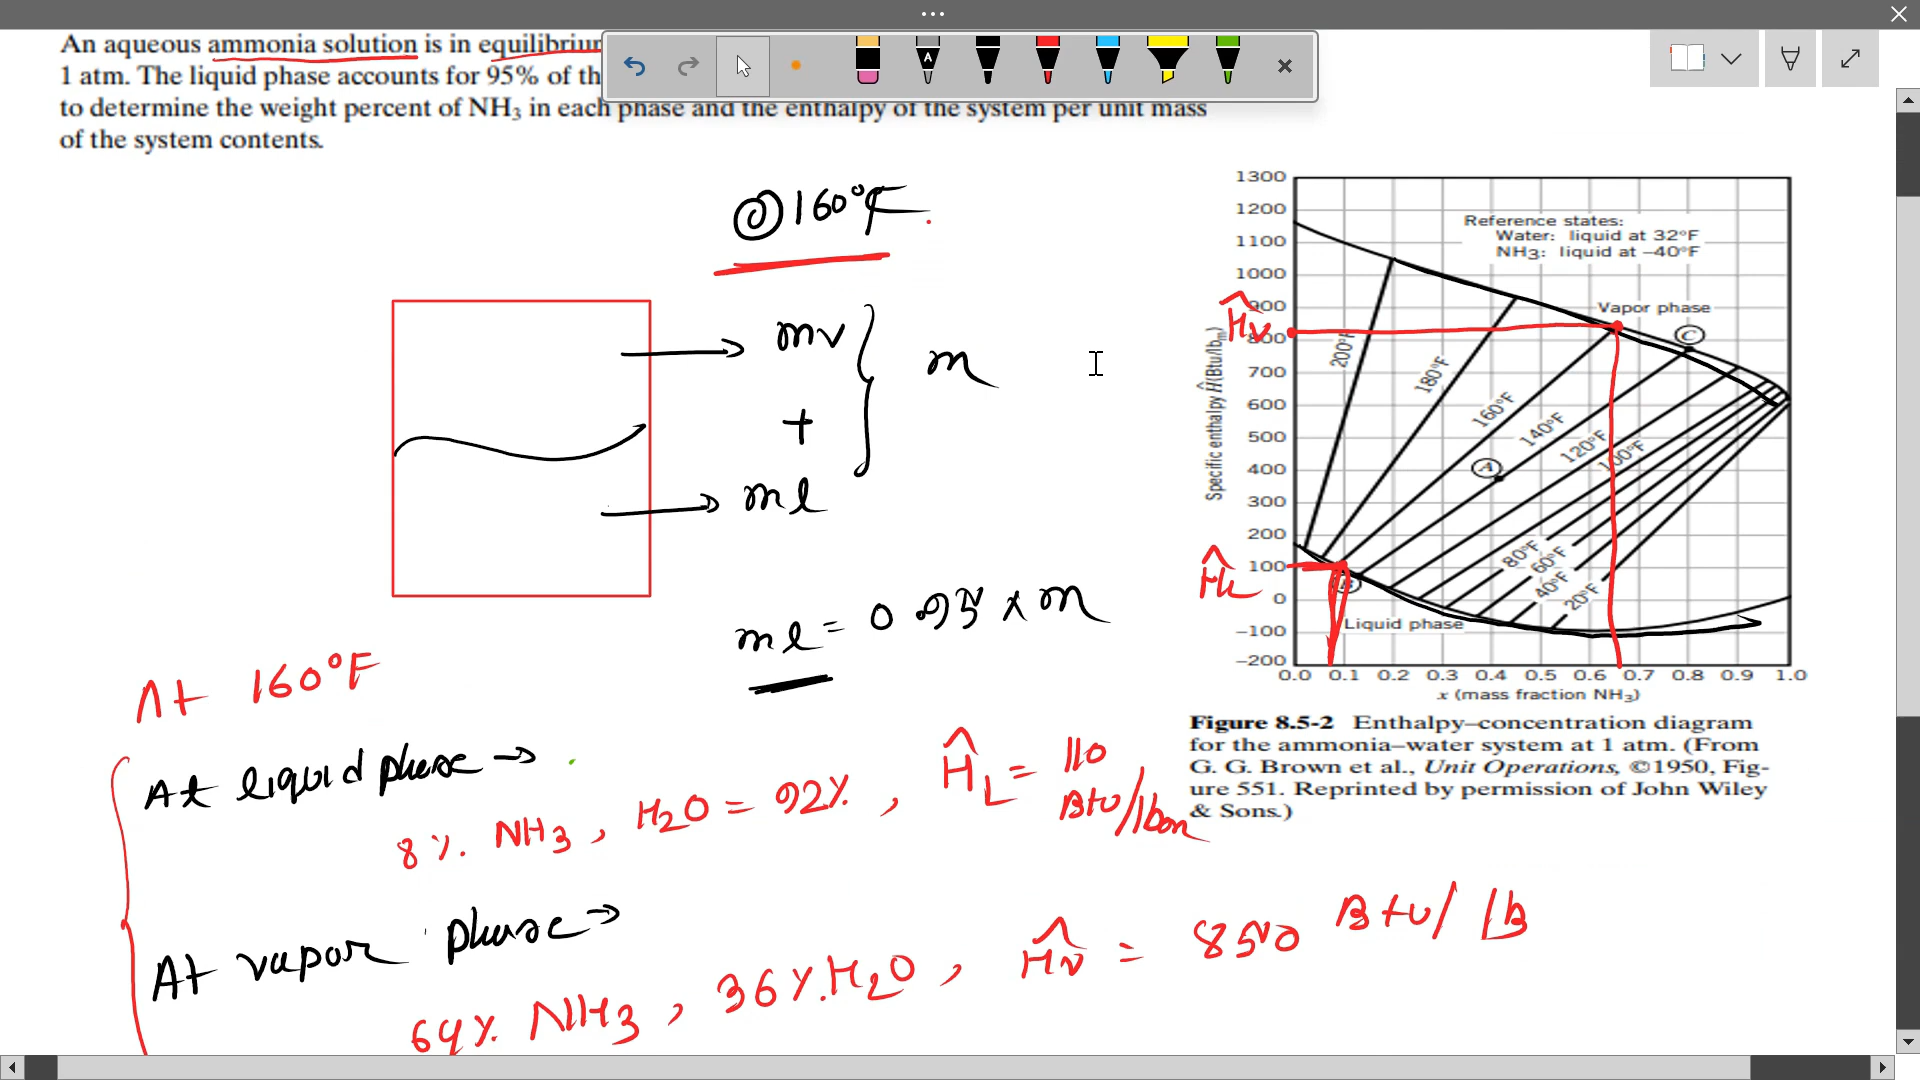 An aqueous ammonia solution is in equilibriu
1 atm. The liquid phase accounts for 95% of th
to determine the weight percent of NH3 in each phase and the enthalpy of the system per unit mass
of the system contents.
A
@160°F.
mv
+
ml
m
ml = 0.95 × m
1300
1200
1100
1000
900
800
700
600
500
400
300
200
100
0
−100
−200
Specific enthalpy Ĥ(Btu/lbm)
Ĥv
ĤL
Reference states:
Water: liquid at 32°F
NH3: liquid at −40°F
Vapor phase
C
200°F
180°F
160°F
140°F
120°F
100°F
A
80°F
60°F
40°F
20°F
B
Liquid phase
0.0 0.1 0.2 0.3 0.4 0.5 0.6 0.7 0.8 0.9 1.0
x (mass fraction NH3)
Figure 8.5-2 Enthalpy–concentration diagram
for the ammonia–water system at 1 atm. (From
G. G. Brown et al., Unit Operations, ©1950, Fig-
ure 551. Reprinted by permission of John Wiley
& Sons.)
At 160°F
At liquid phase →
8%. NH3, H2O = 92%, ĤL = 110 Btu/lbm
At vapor phase →
64%. NH3, 36%.H2O, Ĥv = 850 Btu/lB